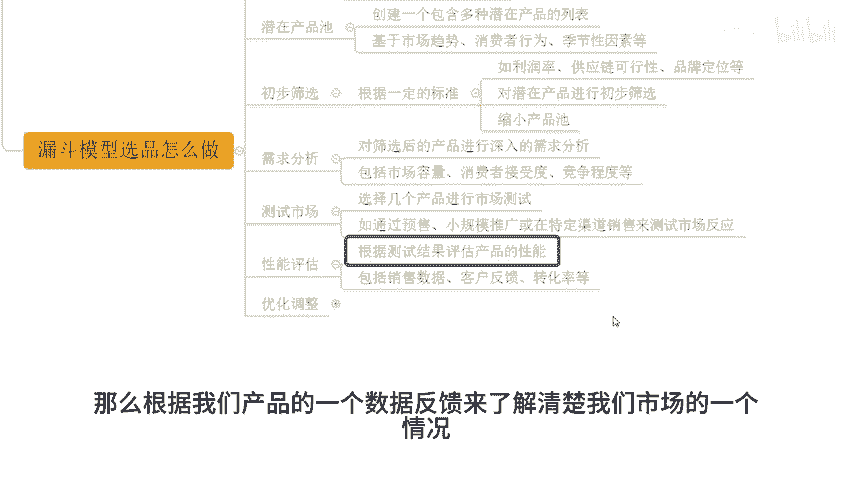 创建一个包含多种潜在产品的列表
潜在产品池
基于市场趋势、消费者行为、季节性因素等
bilibili
如利润率、供应链可行性、品牌定位等
初步筛选
根据一定的标准
对潜在产品进行初步筛选
缩小产品池
漏斗模型选品怎么做
对筛选后的产品进行深入的需求分析
需求分析
包括市场容量、消费者接受度、竞争程度等
选择几个产品进行市场测试
测试市场
如通过预售、小规模推广或在特定渠道销售来测试市场反应
根据测试结果评估产品的性能
性能评估
包括销售数据、客户反馈、转化率等
优化调整
那么根据我们产品的一个数据反馈来了解清楚我们市场的一个
情况